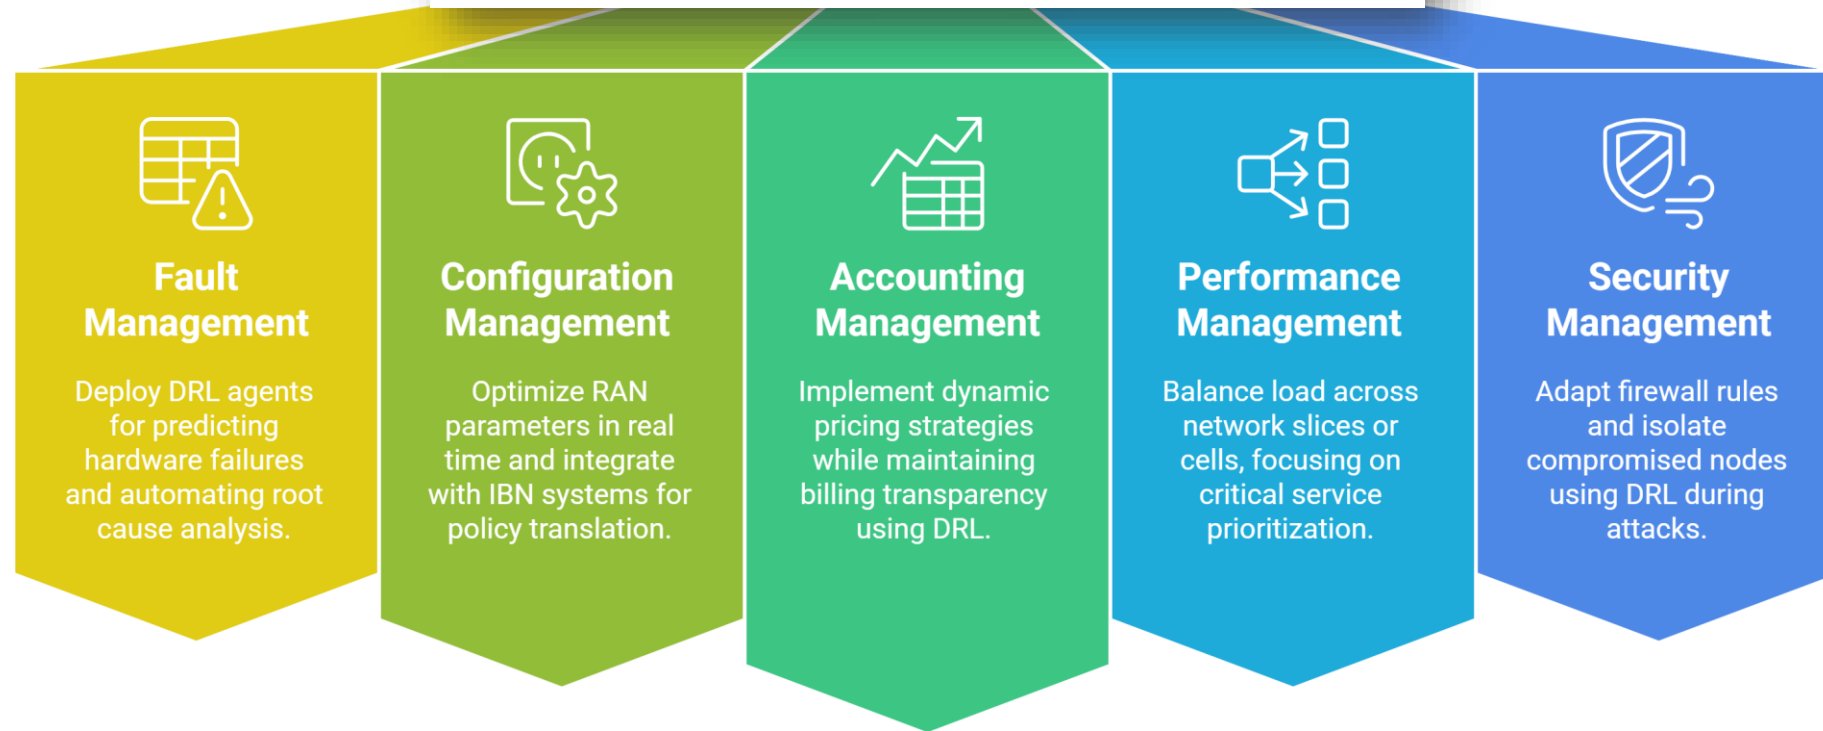 Fault
Management
Deploy DRL agents
for predicting
hardware failures
and automating root
cause analysis.
Configuration
Management
Optimize RAN
parameters in real
time and integrate
with IBN systems for
policy translation.
Accounting
Management
Implement dynamic
pricing strategies
while maintaining
billing transparency
using DRL.
Performance
Management
Balance load across
network slices or
cells, focusing on
critical service
prioritization.
Security
Management
Adapt firewall rules
and isolate
compromised nodes
using DRL during
attacks.